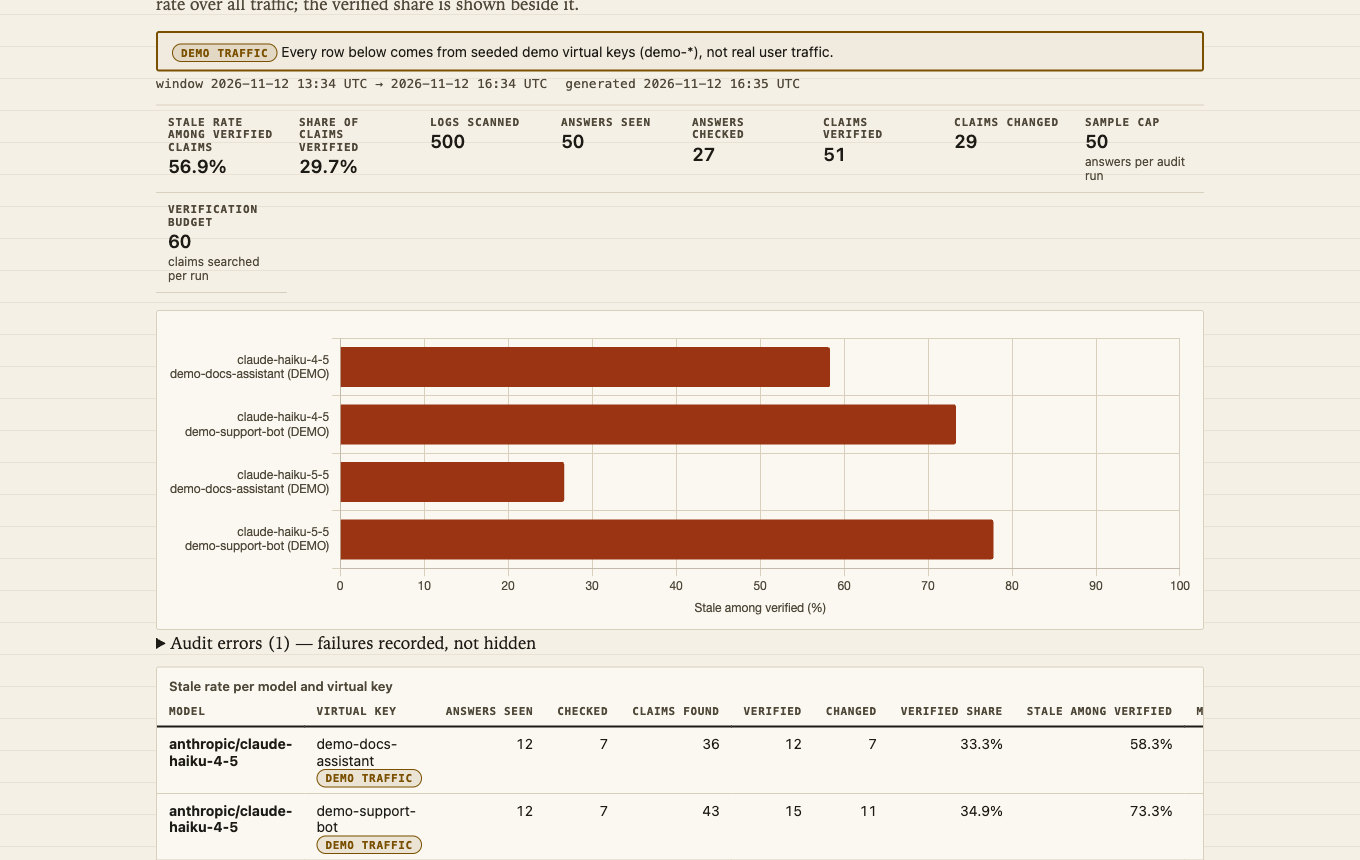 rate over all traffic; the verified share is shown beside it.
DEMO TRAFFIC Every row below comes from seeded demo virtual keys (demo-*), not real user traffic.
window 2026-11-12 13:34 UTC → 2026-11-12 16:34 UTC generated 2026-11-12 16:35 UTC
STALE RATE AMONG VERIFIED CLAIMS
56.9%
SHARE OF CLAIMS VERIFIED
29.7%
LOGS SCANNED
500
ANSWERS SEEN
50
ANSWERS CHECKED
27
CLAIMS VERIFIED
51
CLAIMS CHANGED
29
SAMPLE CAP
50
answers per audit run
VERIFICATION BUDGET
60
claims searched per run
claude-haiku-4-5
demo-docs-assistant (DEMO)
claude-haiku-4-5
demo-support-bot (DEMO)
claude-haiku-5-5
demo-docs-assistant (DEMO)
claude-haiku-5-5
demo-support-bot (DEMO)
0 10 20 30 40 50 60 70 80 90 100
Stale among verified (%)
▶ Audit errors (1) — failures recorded, not hidden
Stale rate per model and virtual key
MODEL VIRTUAL KEY ANSWERS SEEN CHECKED CLAIMS FOUND VERIFIED CHANGED VERIFIED SHARE STALE AMONG VERIFIED M
anthropic/claude-haiku-4-5 demo-docs-assistant DEMO TRAFFIC 12 7 36 12 7 33.3% 58.3%
anthropic/claude-haiku-4-5 demo-support-bot DEMO TRAFFIC 12 7 43 15 11 34.9% 73.3%